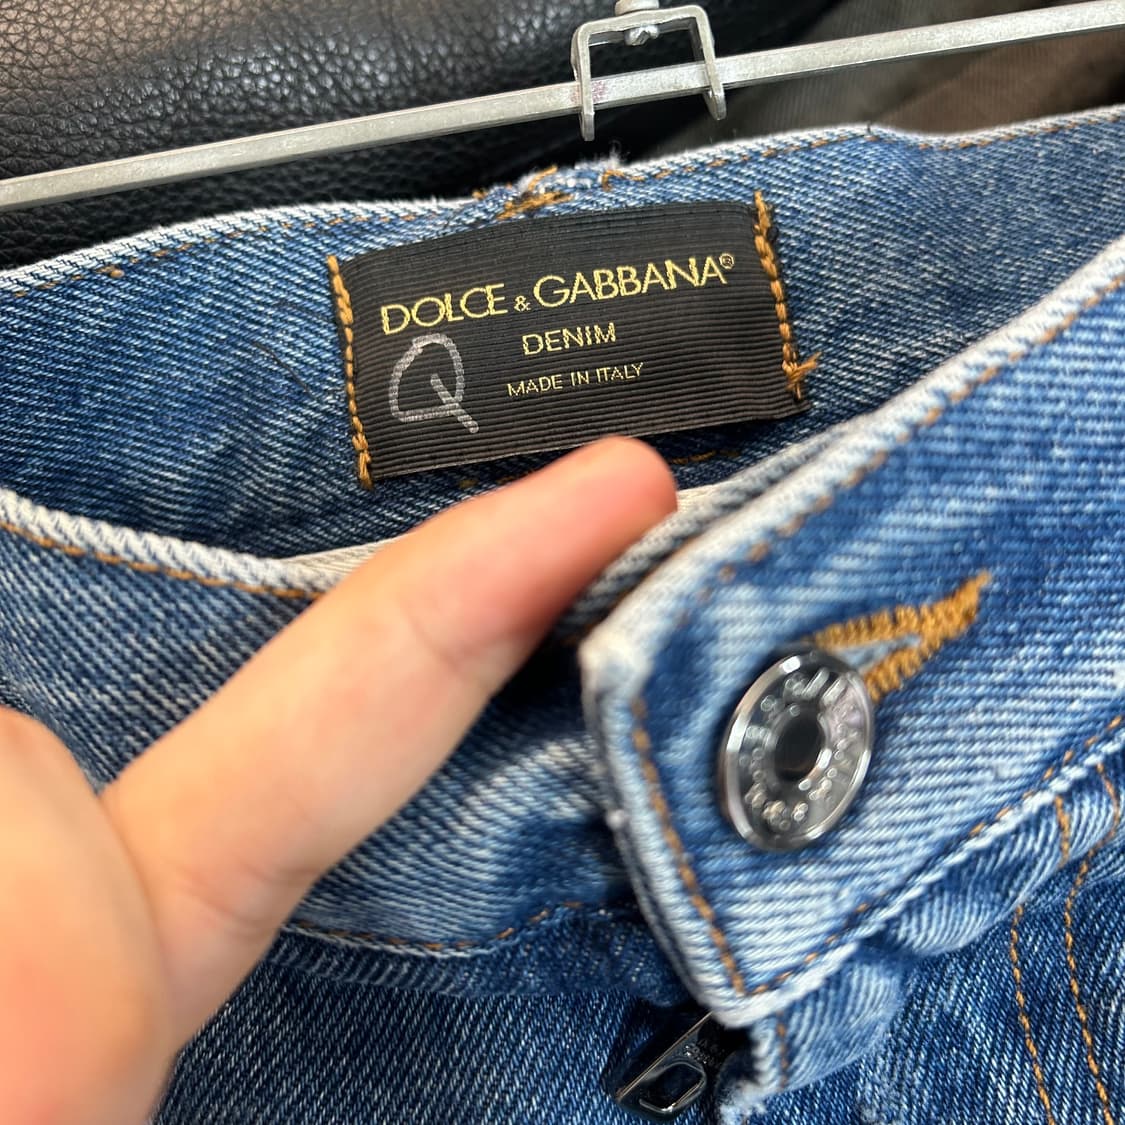 DOLCE & GABBANA®
DENIM
MADE IN ITALY
Q